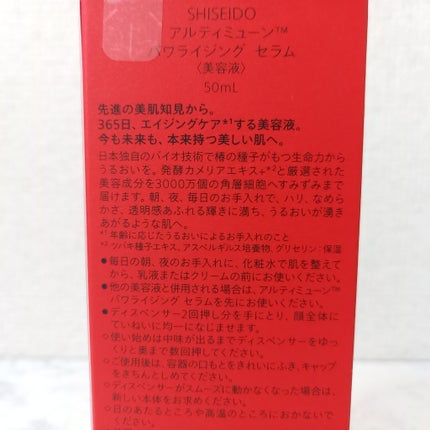 SHISEIDO
アルティミューン™
パワライジング セラム
〈美容液〉
50mL
先進の美肌知見から。
365日、エイジングケア*¹する美容液。
今も未来も、本来持つ美しい肌へ。
日本独自のバイオ技術で椿の種子がもつ生命力から
うるおいを。発酵カメリアエキス+*²と厳選された
美容成分を3000万個の角層細胞へすみずみまで
届けます。朝、夜、毎日のお手入れで、ハリ、なめら
かさ、透明感あふれる輝きに満ち、うるおいが湧き
あがるような肌へ。
*¹ 年齢に応じたうるおいによるお手入れのこと
*² ツバキ種子エキス、アスペルギルス培養物、グリセリン：保湿
●毎日の朝、夜のお手入れに、化粧水で肌を整えて
から、乳液またはクリームの前にお使いください。
●他の美容液と併用される場合は、アルティミューン™
パワライジング セラムを先にお使いください。
●ディスペンサー2回押し分を手にとり、顔全体に
ていねいに均一になじませます。
○使い始めは中味が出るまでディスペンサーをゆっ
くりと奥まで数回押してください。
○ご使用後は、容器の口もとをきれいにふき、キャップ
をきちんとしめてください。
○ディスペンサーがスムーズに動かなくなった場合は、
新しい本体をお求めください。
○日のあたるところや高温のところにおかないで
ください。